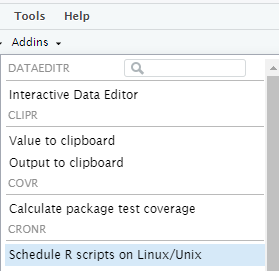 Tools Help
Addins
DATAEDITR
Interactive Data Editor
CLIPR
Value to clipboard
Output to clipboard
COVR
Calculate package test coverage
CRONR
Schedule R scripts on Linux/Unix